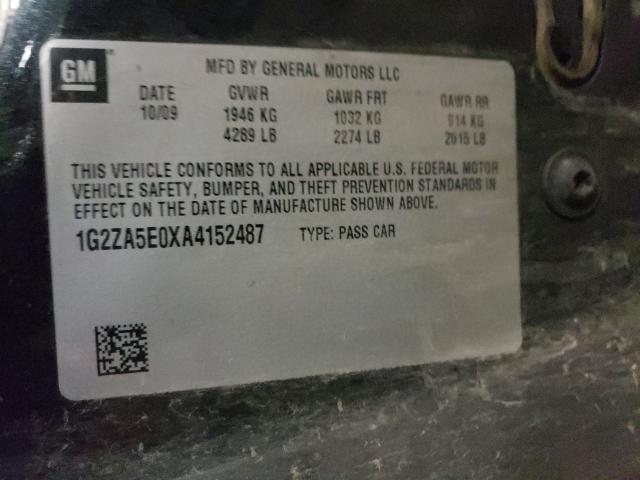 GM
MFD BY GENERAL MOTORS LLC
DATE GVWR GAWR FRT GAWR RR
10/09 1946 KG 1032 KG 914 KG
4289 LB 2274 LB 2015 LB
THIS VEHICLE CONFORMS TO ALL APPLICABLE U.S. FEDERAL MOTOR
VEHICLE SAFETY, BUMPER, AND THEFT PREVENTION STANDARDS IN
EFFECT ON THE DATE OF MANUFACTURE SHOWN ABOVE.
1G2ZA5E0XA4152487 TYPE: PASS CAR